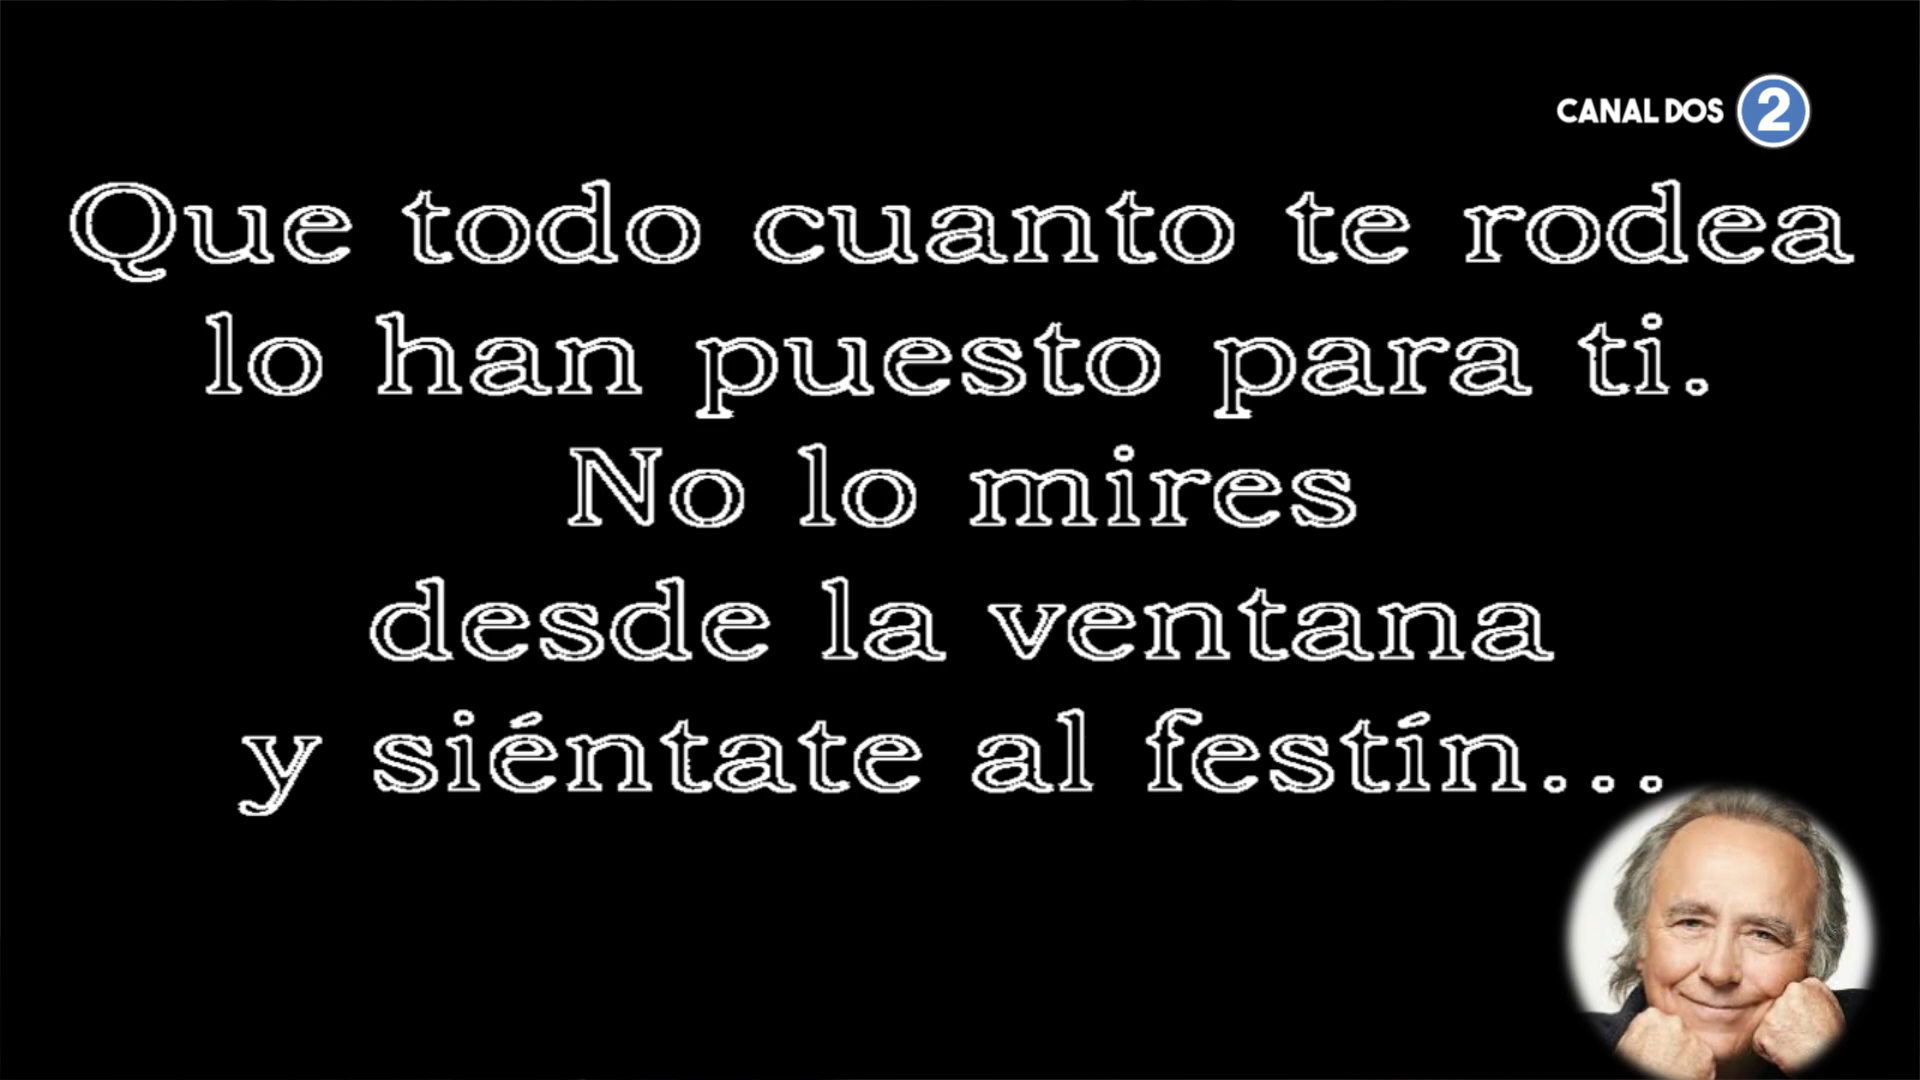 CANAL DOS 2
Que todo cuanto te rodea
lo han puesto para ti.
No lo mires
desde la ventana
y siéntate al festín...